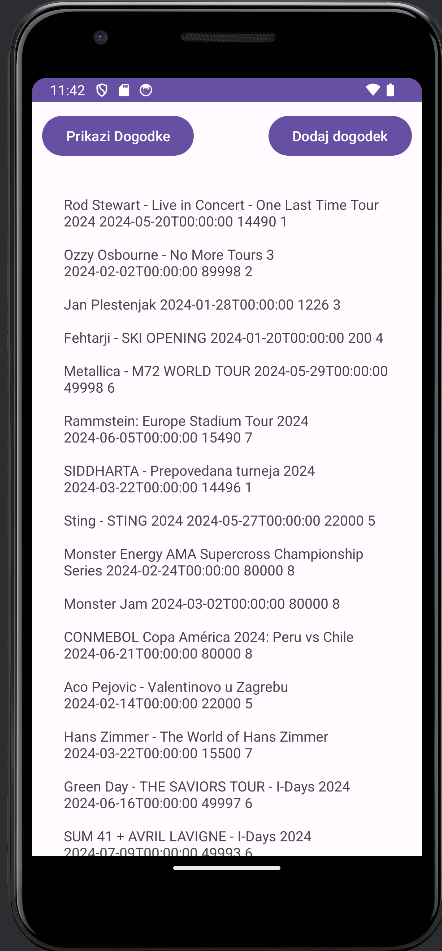 11:42
Prikazi Dogodke
Dodaj dogodek
Rod Stewart - Live in Concert - One Last Time Tour
2024 2024-05-20T00:00:00 14490 1
Ozzy Osbourne - No More Tours 3
2024-02-02T00:00:00 89998 2
Jan Plestenjak 2024-01-28T00:00:00 1226 3
Fehtarji - SKI OPENING 2024-01-20T00:00:00 200 4
Metallica - M72 WORLD TOUR 2024-05-29T00:00:00
49998 6
Rammstein: Europe Stadium Tour 2024
2024-06-05T00:00:00 15490 7
SIDDHARTA - Prepovedana turneja 2024
2024-03-22T00:00:00 14496 1
Sting - STING 2024 2024-05-27T00:00:00 22000 5
Monster Energy AMA Supercross Championship
Series 2024-02-24T00:00:00 80000 8
Monster Jam 2024-03-02T00:00:00 80000 8
CONMEBOL Copa América 2024: Peru vs Chile
2024-06-21T00:00:00 80000 8
Aco Pejovic - Valentinovo u Zagrebu
2024-02-14T00:00:00 22000 5
Hans Zimmer - The World of Hans Zimmer
2024-03-22T00:00:00 15500 7
Green Day - THE SAVIORS TOUR - I-Days 2024
2024-06-16T00:00:00 49997 6
SUM 41 + AVRIL LAVIGNE - I-Days 2024
2024-07-09T00:00:00 49993 6